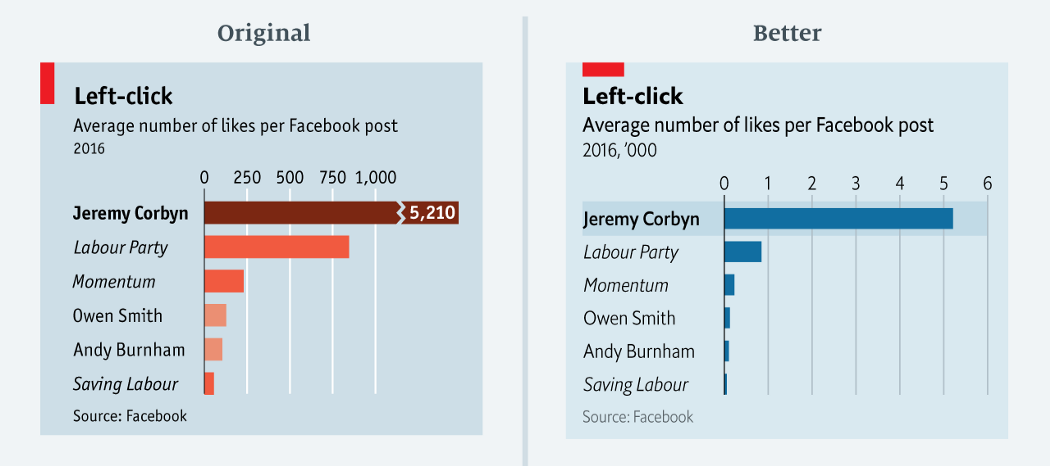 Original
Left-click
Average number of likes per Facebook post
2016
0 250 500 750 1,000
Jeremy Corbyn 5,210
Labour Party
Momentum
Owen Smith
Andy Burnham
Saving Labour
Source: Facebook
Better
Left-click
Average number of likes per Facebook post
2016, ’000
0 1 2 3 4 5 6
Jeremy Corbyn
Labour Party
Momentum
Owen Smith
Andy Burnham
Saving Labour
Source: Facebook